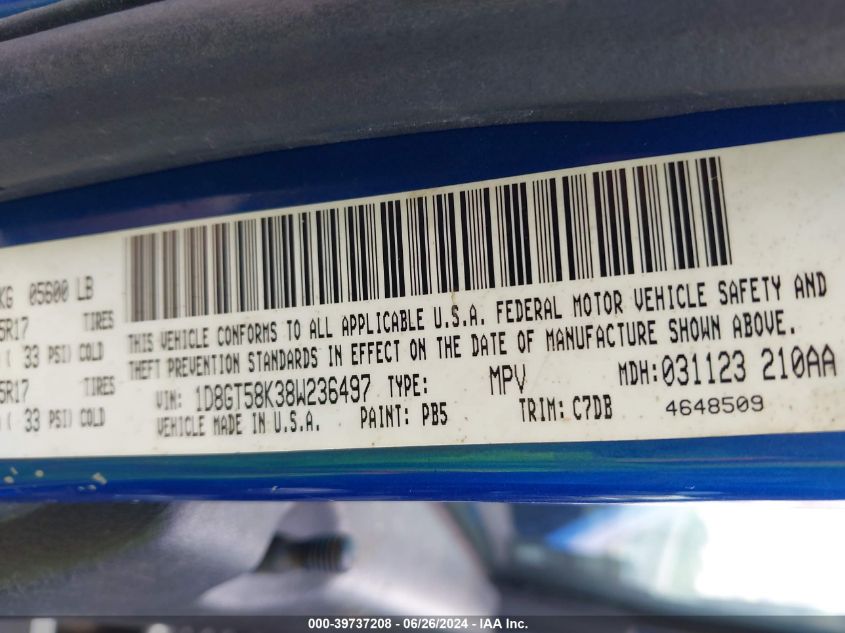 KG 05600 LB
5R17 TIRES
( 33 PSI) COLD
5R17 TIRES
( 33 PSI) COLD
THIS VEHICLE CONFORMS TO ALL APPLICABLE U.S.A. FEDERAL MOTOR VEHICLE SAFETY AND
THEFT PREVENTION STANDARDS IN EFFECT ON THE DATE OF MANUFACTURE SHOWN ABOVE.
VIN: 1D8GT58K38W236497 TYPE: MPV MDH:031123 210AA
VEHICLE MADE IN U.S.A. PAINT: PB5 TRIM: C7DB 4648509
000-39737208 - 06/26/2024 - IAA Inc.